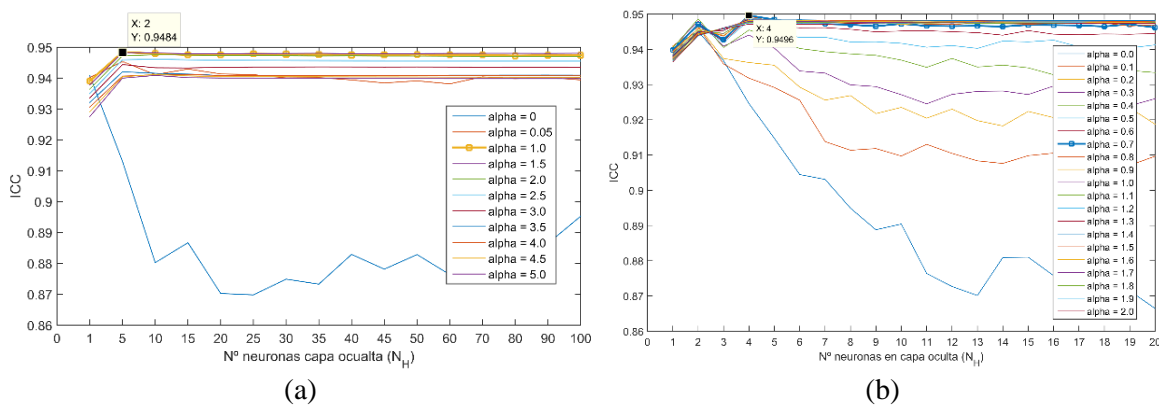 X: 2
Y: 0.9484
0.95
0.94
0.93
0.92
0.91
0.9
0.89
0.88
0.87
0.86
ICC
0 1 5 10 15 20 25 30 35 40 45 50 60 70 80 90 100
Nº neuronas capa ocualta (N_H)
alpha = 0
alpha = 0.05
alpha = 1.0
alpha = 1.5
alpha = 2.0
alpha = 2.5
alpha = 3.0
alpha = 3.5
alpha = 4.0
alpha = 4.5
alpha = 5.0
(a)
X: 4
Y: 0.9496
0.95
0.94
0.93
0.92
0.91
0.9
0.89
0.88
0.87
0.86
ICC
0 1 2 3 4 5 6 7 8 9 10 11 12 13 14 15 16 17 18 19 20
Nº neuronas en capa oculta (N_H)
alpha = 0.0
alpha = 0.1
alpha = 0.2
alpha = 0.3
alpha = 0.4
alpha = 0.5
alpha = 0.6
alpha = 0.7
alpha = 0.8
alpha = 0.9
alpha = 1.0
alpha = 1.1
alpha = 1.2
alpha = 1.3
alpha = 1.4
alpha = 1.5
alpha = 1.6
alpha = 1.7
alpha = 1.8
alpha = 1.9
alpha = 2.0
(b)